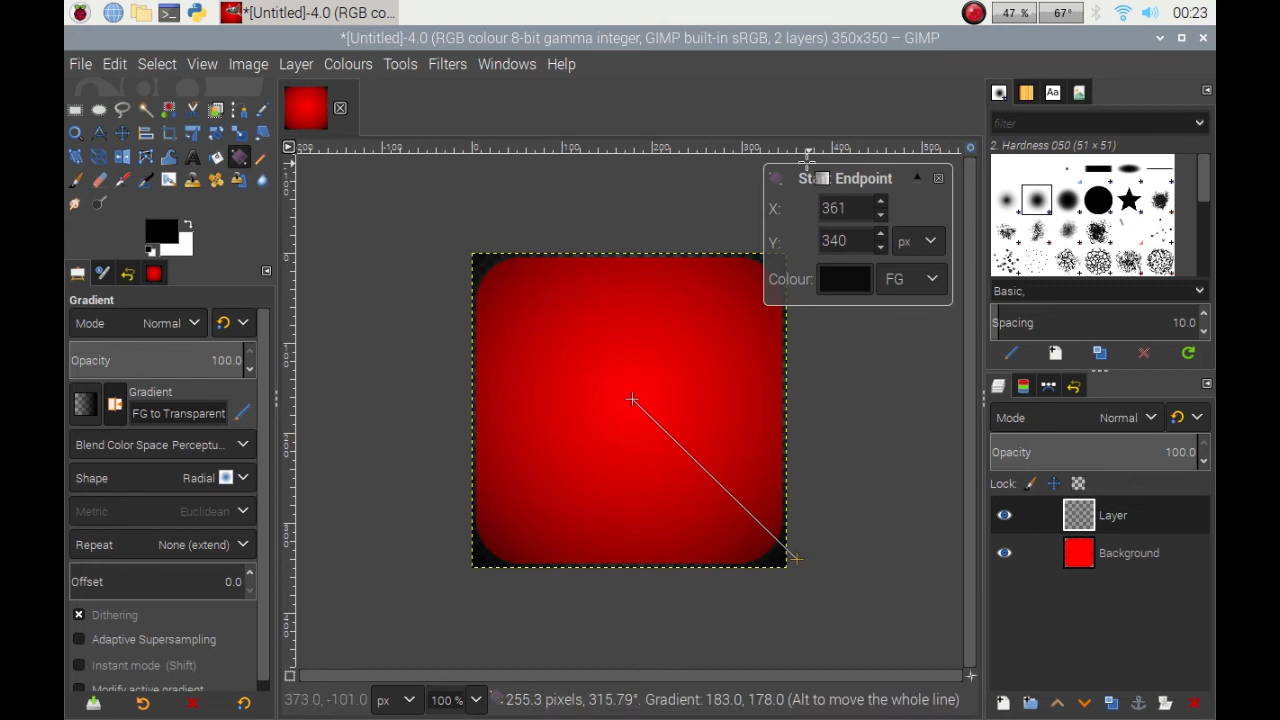 *[Untitled]-4.0 (RGB co...
47 %
67°
00:23
*[Untitled]-4.0 (RGB colour 8-bit gamma integer, GIMP built-in sRGB, 2 layers) 350x350 – GIMP
File Edit Select View Image Layer Colours Tools Filters Windows Help
Aa
filter
2. Hardness 050 (51 × 51)
Endpoint
X: 361
Y: 340 px
Colour: FG
Gradient
Mode Normal
Opacity 100.0
Gradient
FG to Transparent
Blend Color Space Perceptu...
Shape Radial
Metric Euclidean
Repeat None (extend)
Offset 0.0
Dithering
Adaptive Supersampling
Instant mode (Shift)
Modify active gradient
Basic,
Spacing 10.0
Mode Normal
Opacity 100.0
Lock:
Layer
Background
373.0, -101.0 px 100 % 255.3 pixels, 315.79°. Gradient: 183.0, 178.0 (Alt to move the whole line)